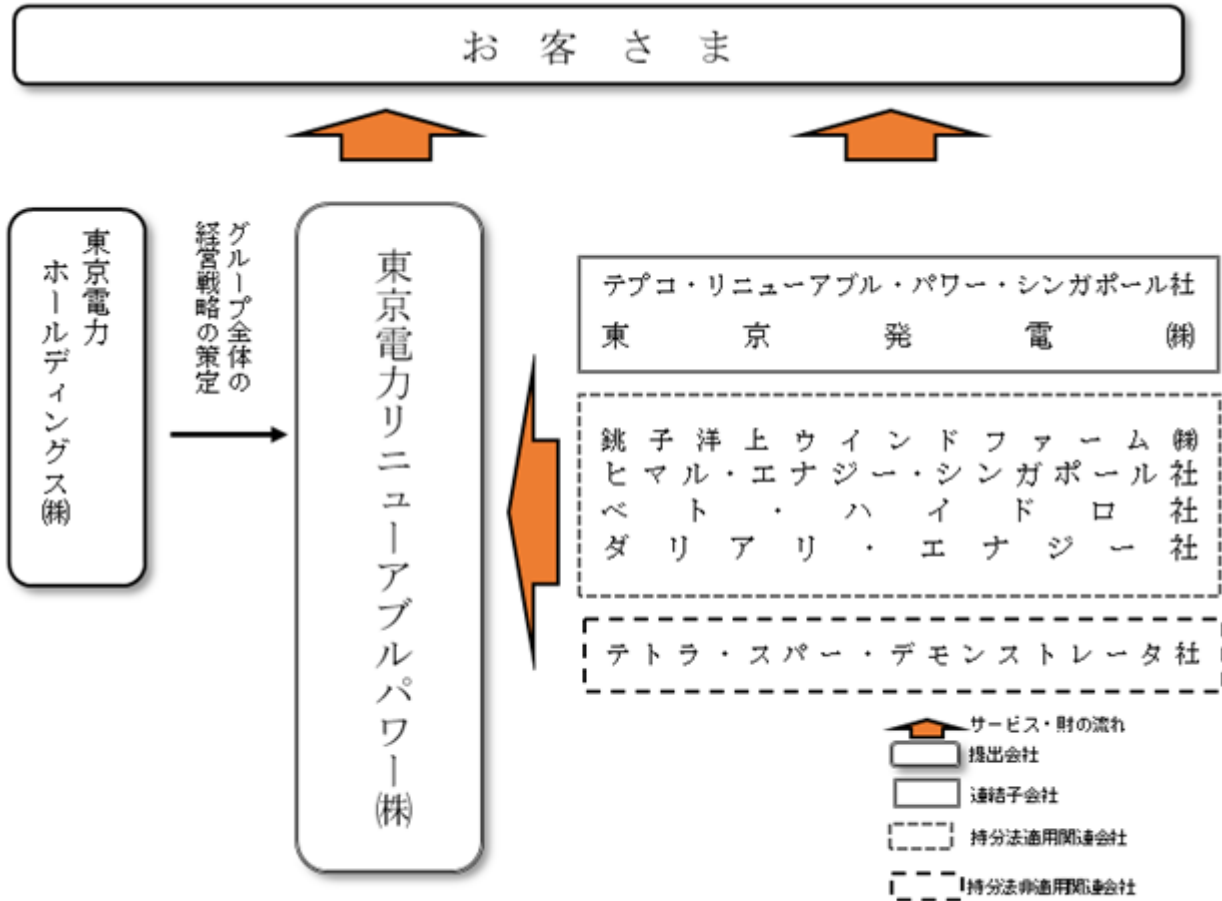 お客さま
東京電力
ホールディングス㈱
グループ全体の
経営戦略の策定
東京電力リニューアブルパワー㈱
テプコ・リニューアブル・パワー・シンガポール社
東京発電㈱
銚子洋上ウインドファーム㈱
ヒマル・エナジー・シンガポール社
ベト・ハイドロ社
ダリアリ・エナジー社
テトラ・スパー・デモンストレータ社
サービス・財の流れ
提出会社
連結子会社
持分法適用関連会社
持分法非適用関連会社